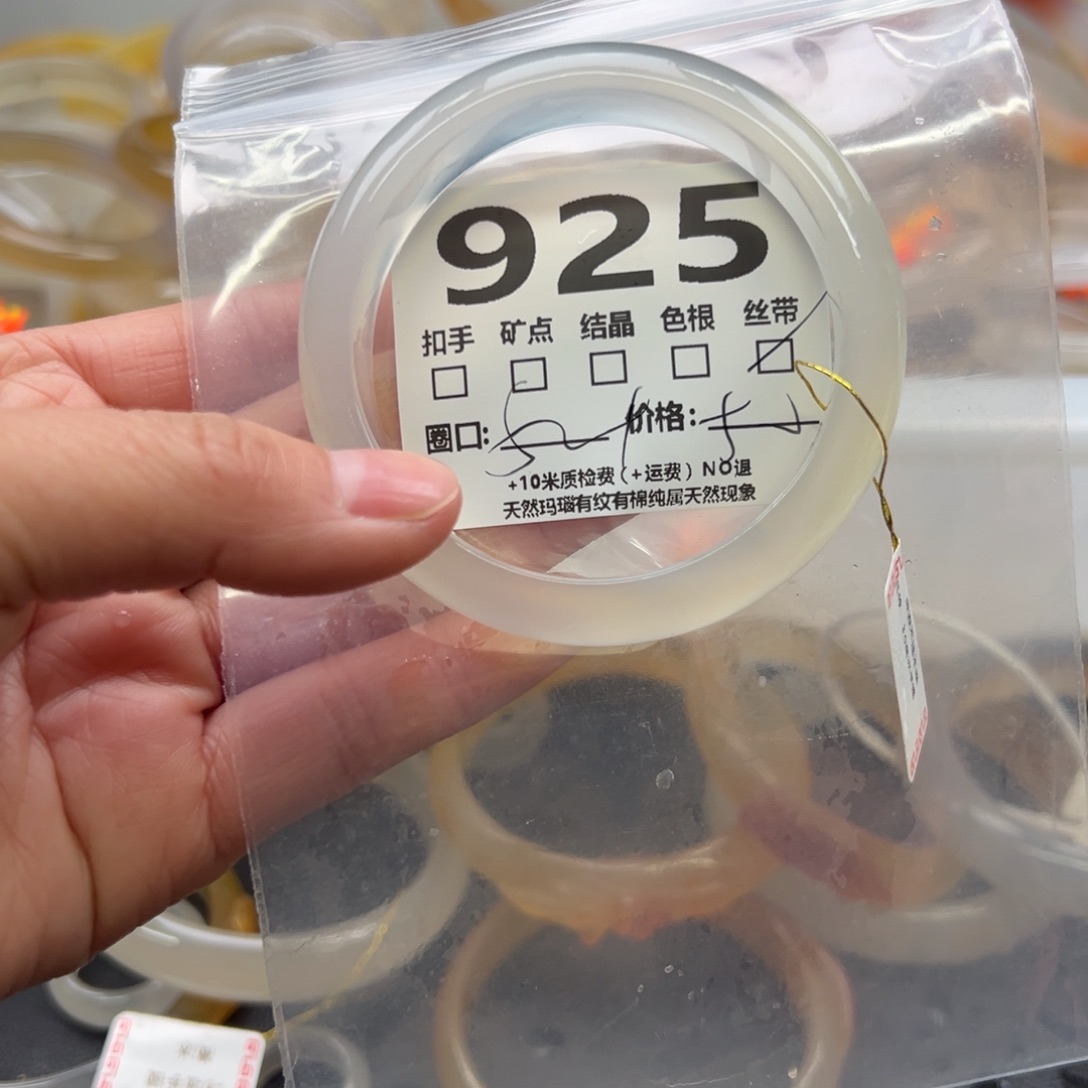 925
扣手 矿点 结晶 色根 丝带
圈口: 价格:
+10米质检费(+运费)NO退
天然玛瑙有纹有棉纯属天然现象